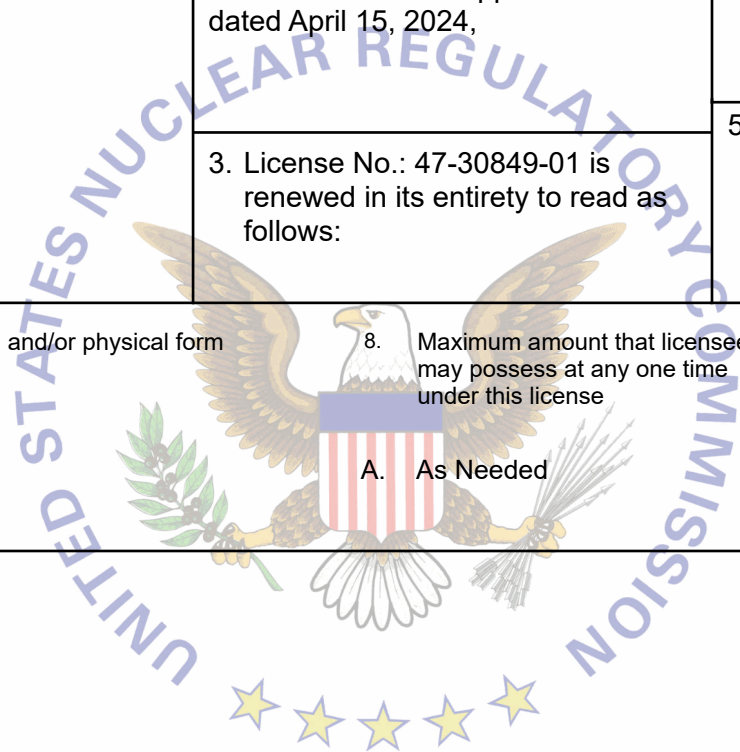 dated April 15, 2024,
5
3. License No.: 47-30849-01 is
renewed in its entirety to read as
follows:
and/or physical form
8. Maximum amount that licensee
may possess at any one time
under this license
A. As Needed
UNITED STATES NUCLEAR REGULATORY COMMISSION